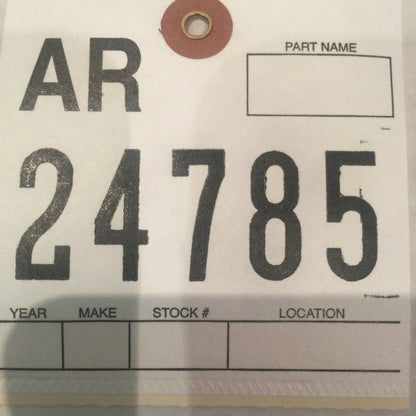 AR
PART NAME
24785
YEAR MAKE STOCK # LOCATION